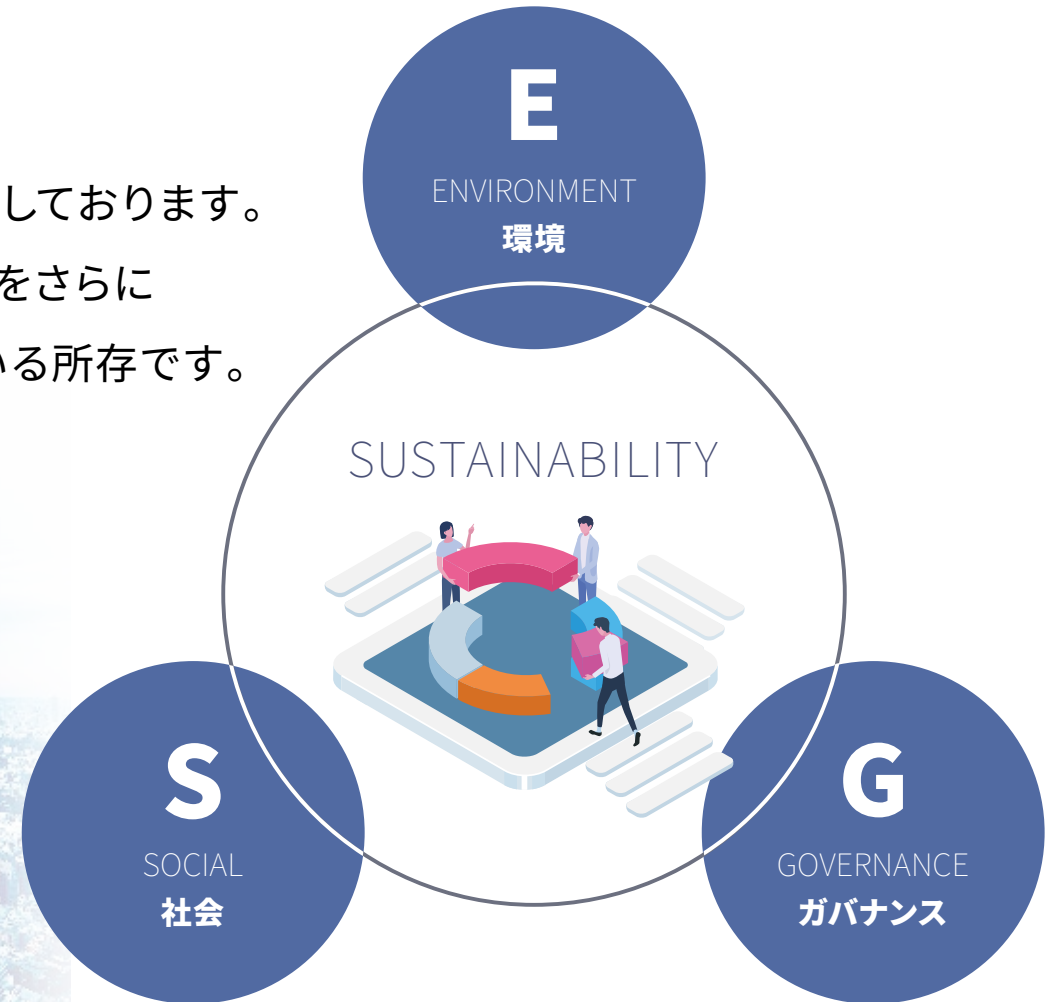 しております。
をさらに
いる所存です。
E
ENVIRONMENT
環境
SUSTAINABILITY
S
SOCIAL
社会
G
GOVERNANCE
ガバナンス